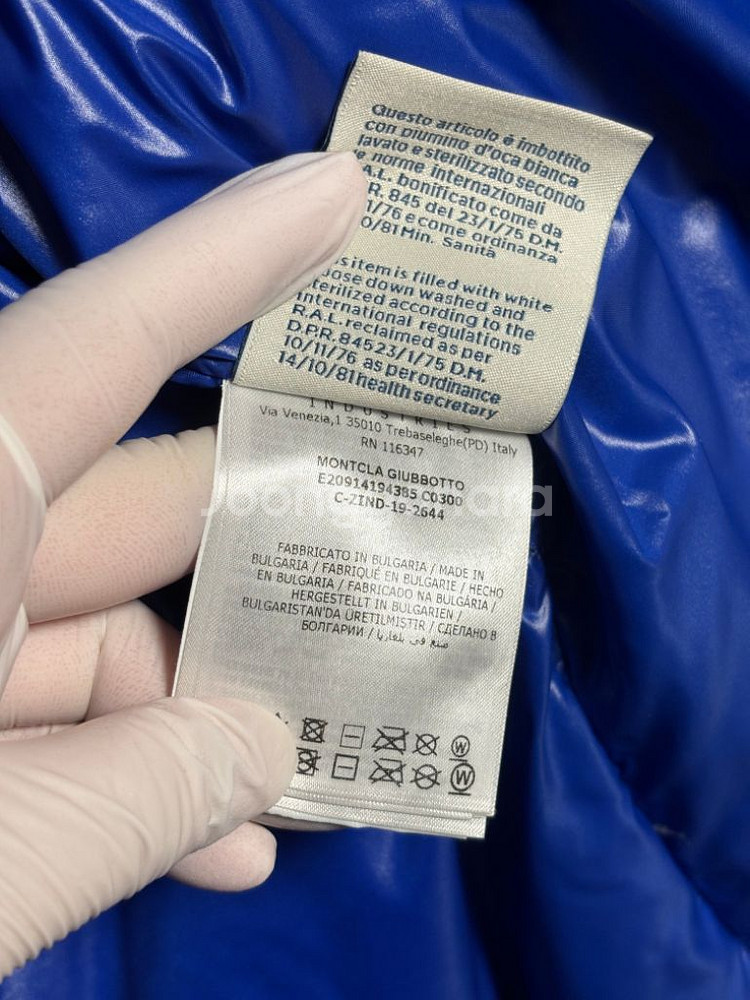 Questo articolo è imbottito
con piumino d'oca bianca
lavato e sterilizzato secondo
e norme internazionali
.A.L. bonificato come da
P.R. 845 del 23/1/75 D.M.
1/76 e come ordinanza
0/81 Min. Sanità
is item is filled with white
oose down washed and
sterilized according to the
international regulations
R.A.L. reclaimed as per
D.P.R. 84523/1/75 D.M.
10/11/76 as per ordinance
14/10/81 health secretary
INDUSTRIES
Via Venezia,1 35010 Trebaseleghe(PD) Italy
RN 116347
MONTCLA GIUBBOTTO
E20914194385 C0300
C-ZIND-19-2644
FABBRICATO IN BULGARIA / MADE IN
BULGARIA / FABRIQUÉ EN BULGARIE / HECHO
EN BULGARIA / FABRICADO NA BULGÁRIA /
HERGESTELLT IN BULGARIEN /
BULGARISTAN'DA ÜRETILMISTIR / СДЕЛАНО В
БОЛГАРИИ / صنع في بلغاريا
W
W